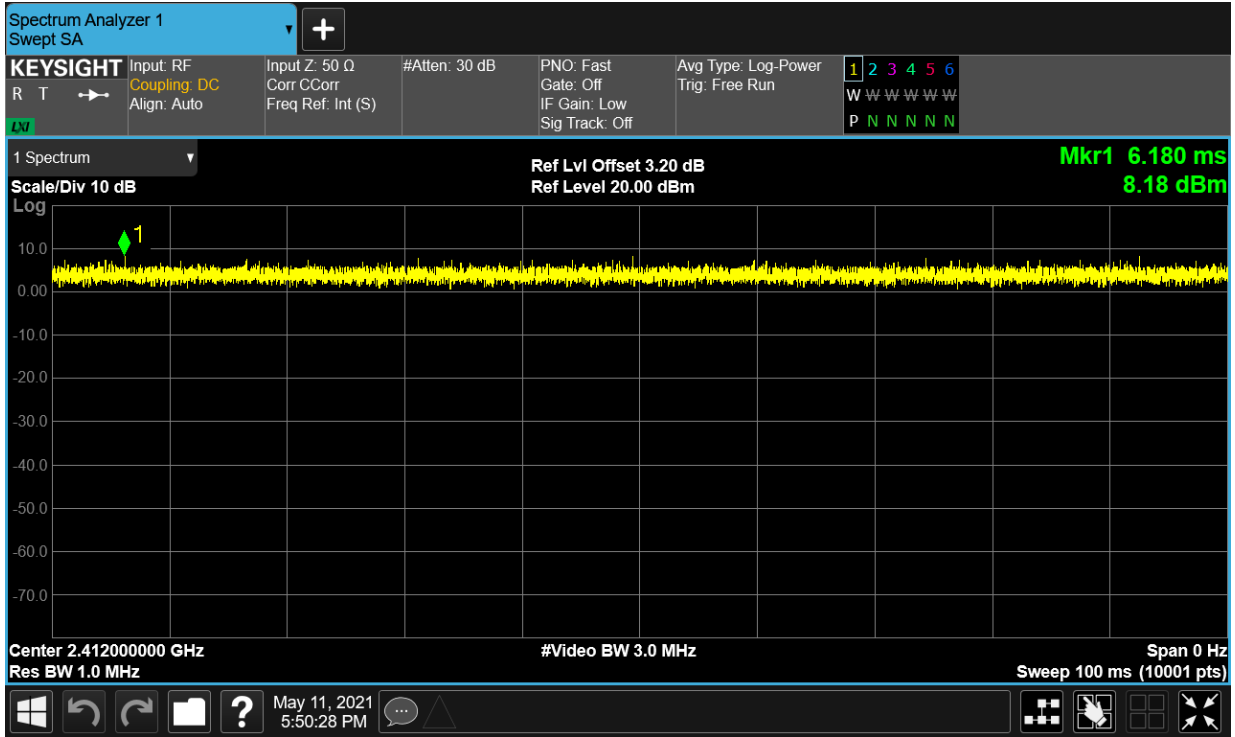 Spectrum Analyzer 1
Swept SA
KEYSIGHT
R T
LXI
Input: RF
Coupling: DC
Align: Auto
Input Z: 50 Ω
Corr CCorr
Freq Ref: Int (S)
#Atten: 30 dB
PNO: Fast
Gate: Off
IF Gain: Low
Sig Track: Off
Avg Type: Log-Power
Trig: Free Run
1 2 3 4 5 6
W W W W W W
P N N N N N
1 Spectrum
Scale/Div 10 dB
Log
Ref Lvl Offset 3.20 dB
Ref Level 20.00 dBm
Mkr1 6.180 ms
8.18 dBm
1
10.0
0.00
-10.0
-20.0
-30.0
-40.0
-50.0
-60.0
-70.0
Center 2.412000000 GHz
Res BW 1.0 MHz
#Video BW 3.0 MHz
Span 0 Hz
Sweep 100 ms (10001 pts)
?
May 11, 2021
5:50:28 PM